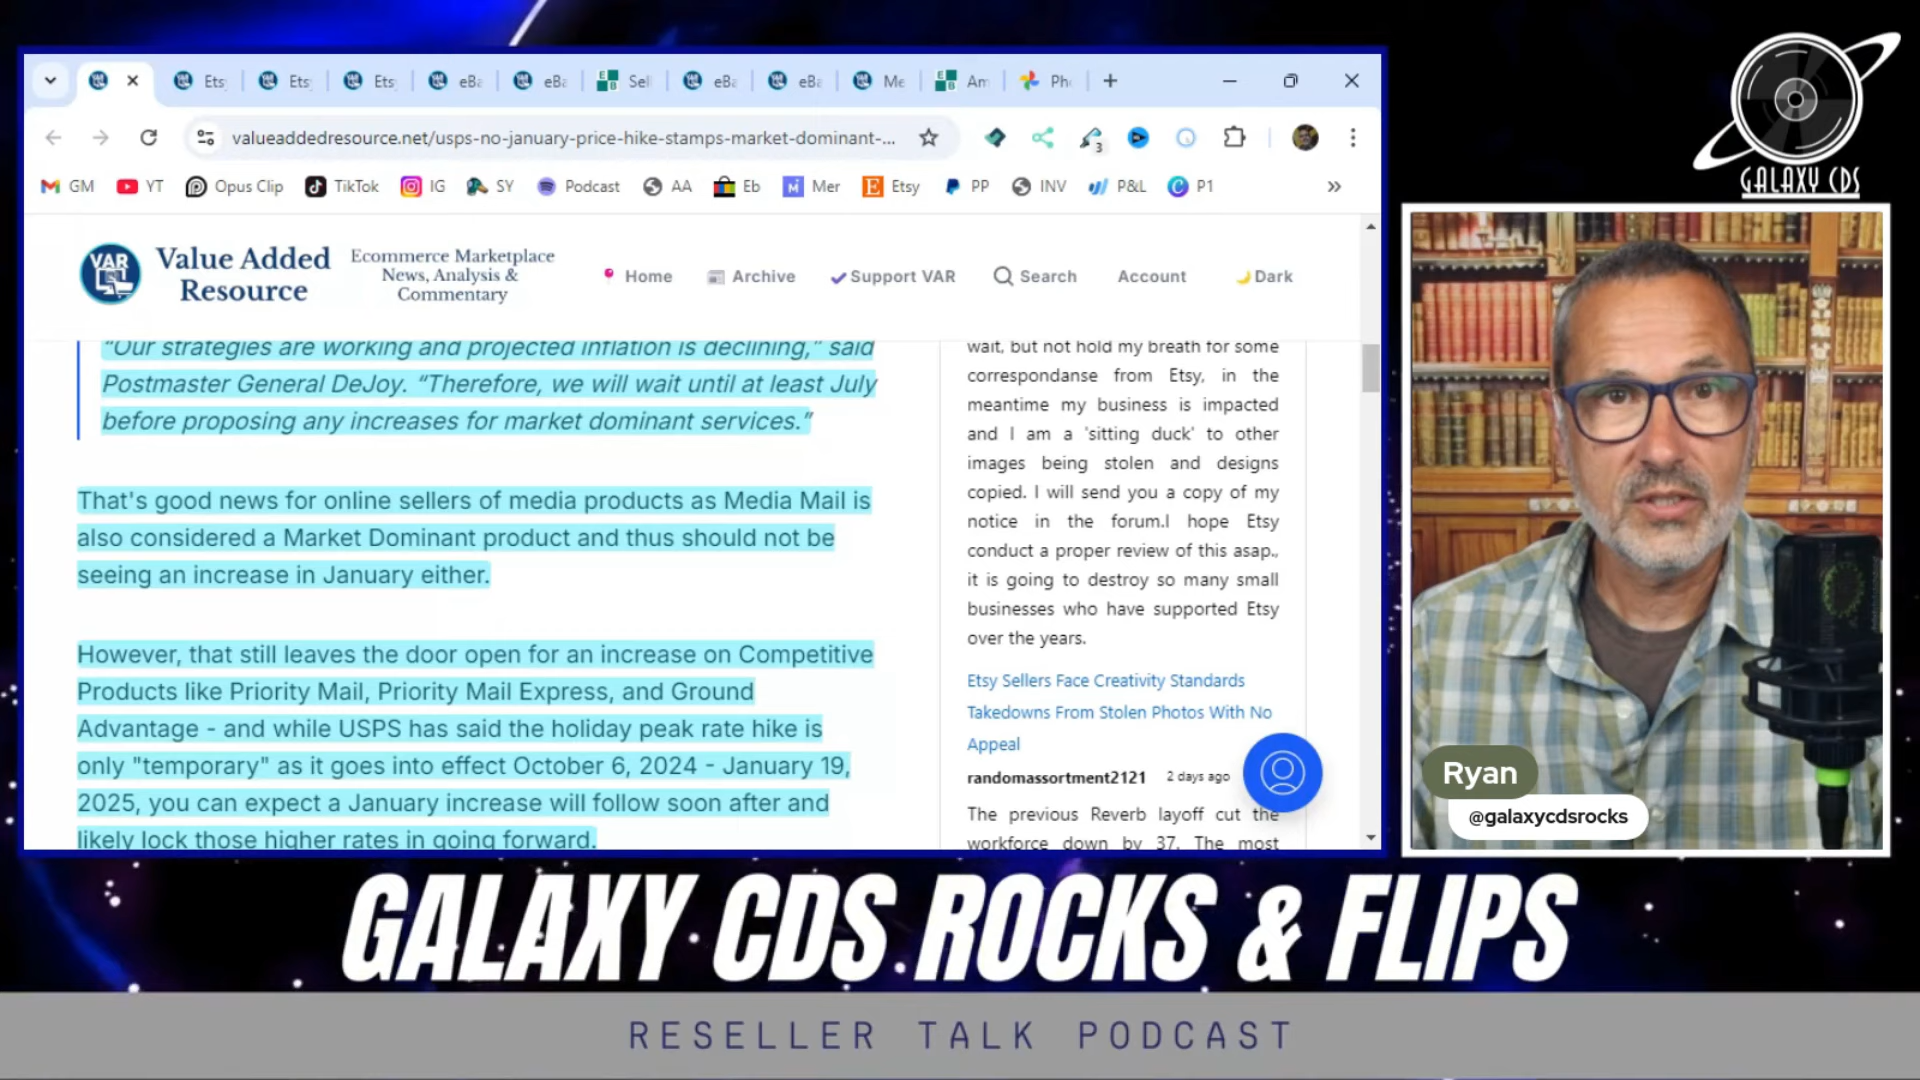 Ets
Ets
Ets
eBa
eBa
Sel
eBa
eBa
Me
Am
Pho
valueaddedresource.net/usps-no-january-price-hike-stamps-market-dominant-...
3
GM
YT
Opus Clip
TikTok
IG
SY
Podcast
AA
Eb
Mer
Etsy
PP
INV
P&L
P1
»
VAR
Value Added
Resource
Ecommerce Marketplace
News, Analysis &
Commentary
Home
Archive
Support VAR
Search
Account
Dark
"Our strategies are working and projected inflation is declining," said
Postmaster General DeJoy. "Therefore, we will wait until at least July
before proposing any increases for market dominant services."
That's good news for online sellers of media products as Media Mail is
also considered a Market Dominant product and thus should not be
seeing an increase in January either.
However, that still leaves the door open for an increase on Competitive
Products like Priority Mail, Priority Mail Express, and Ground
Advantage - and while USPS has said the holiday peak rate hike is
only "temporary" as it goes into effect October 6, 2024 - January 19,
2025, you can expect a January increase will follow soon after and
likely lock those higher rates in going forward.
wait, but not hold my breath for some
correspondanse from Etsy, in the
meantime my business is impacted
and I am a 'sitting duck' to other
images being stolen and designs
copied. I will send you a copy of my
notice in the forum.I hope Etsy
conduct a proper review of this asap.,
it is going to destroy so many small
businesses who have supported Etsy
over the years.
Etsy Sellers Face Creativity Standards
Takedowns From Stolen Photos With No
Appeal
randomassortment2121 2 days ago
The previous Reverb layoff cut the
workforce down by 37. The most
GALAXY CDS
Ryan
@galaxycdsrocks
GALAXY CDS ROCKS & FLIPS
RESELLER TALK PODCAST